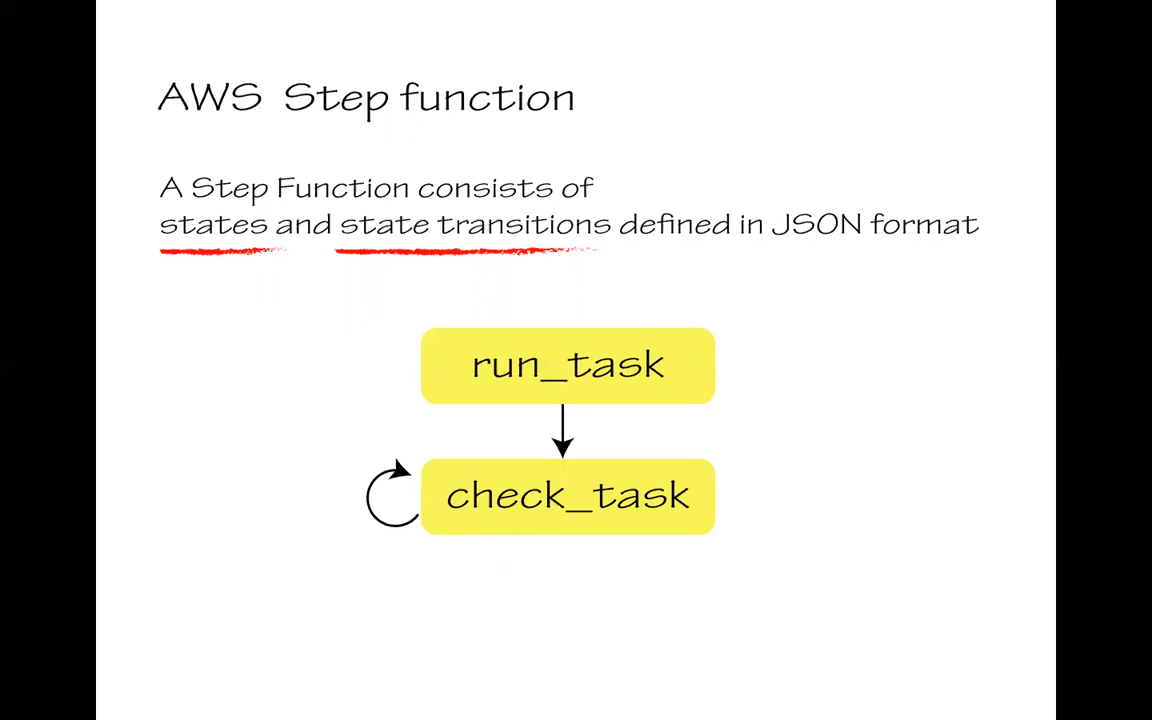 AWS Step function
A Step Function consists of
states and state transitions defined in JSON format
run_task
check_task